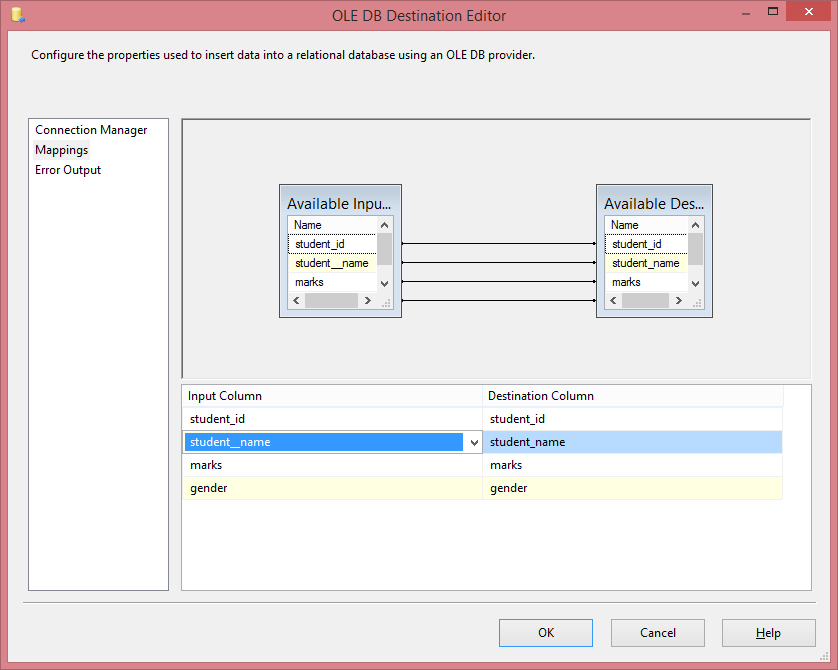 OLE DB Destination Editor
Configure the properties used to insert data into a relational database using an OLE DB provider.
Connection Manager
Mappings
Error Output
Available Inpu...
Name
student_id
student__name
marks
Available Des...
Name
student_id
student_name
marks
Input Column Destination Column
student_id student_id
student__name student_name
marks marks
gender gender
OK Cancel Help